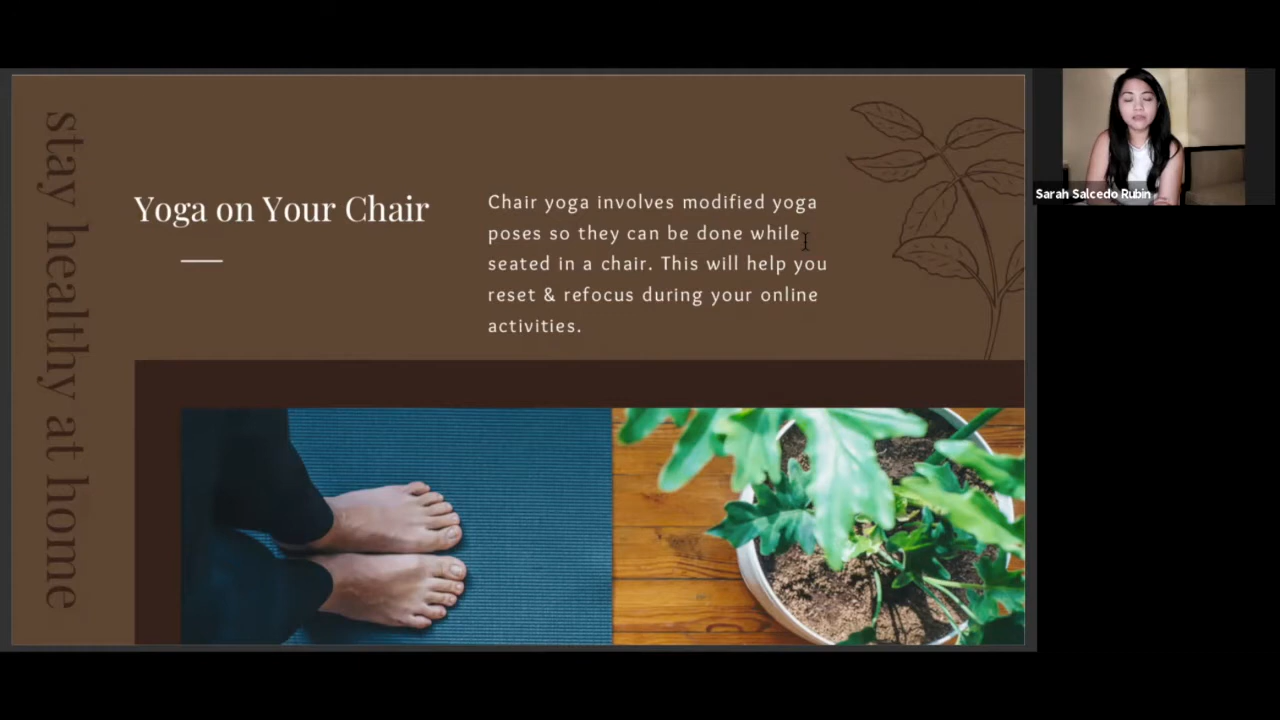 stay healthy at home
Yoga on Your Chair
Chair yoga involves modified yoga
poses so they can be done while
seated in a chair. This will help you
reset & refocus during your online
activities.
Sarah Salcedo Rubin